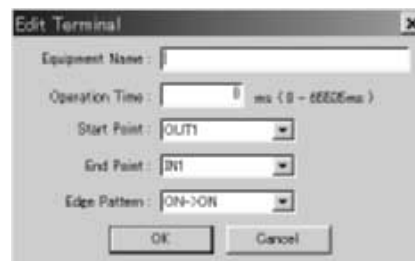 Edit Terminal
Equipment Name :
Operation Time : 0 ms ( 0 - 65535ms )
Start Point : OUT1
End Point : IN1
Edge Pattern : ON->ON
OK Cancel